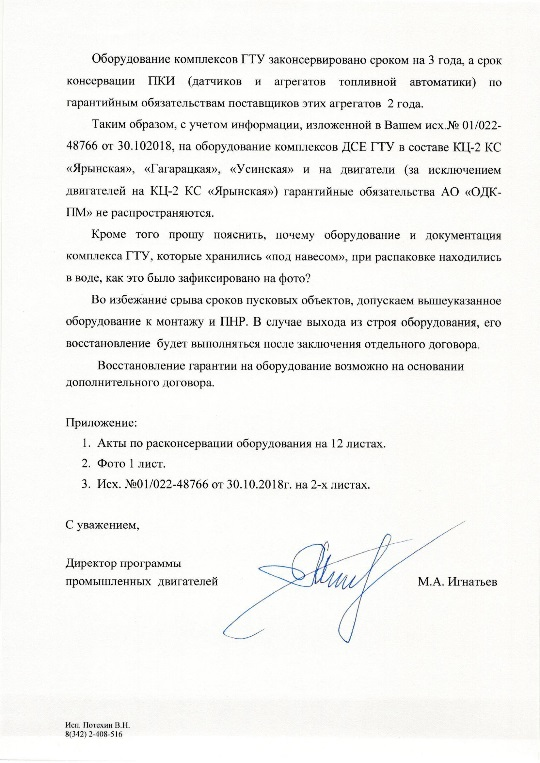 Оборудование комплексов ГТУ законсервировано сроком на 3 года, а срок
консервации ПКИ (датчиков и агрегатов топливной автоматики) по
гарантийным обязательствам поставщиков этих агрегатов 2 года.
Таким образом, с учетом информации, изложенной в Вашем исх.№ 01/022-
48766 от 30.102018, на оборудование комплексов ДСЕ ГТУ в составе КЦ-2 КС
«Ярынская», «Гагарацкая», «Усинская» и на двигатели (за исключением
двигателей на КЦ-2 КС «Ярынская») гарантийные обязательства АО «ОДК-
ПМ» не распространяются.
Кроме того прошу пояснить, почему оборудование и документация
комплекса ГТУ, которые хранились «под навесом», при распаковке находились
в воде, как это было зафиксировано на фото?
Во избежание срыва сроков пусковых объектов, допускаем вышеуказанное
оборудование к монтажу и ПНР. В случае выхода из строя оборудования, его
восстановление будет выполняться после заключения отдельного договора.
Восстановление гарантии на оборудование возможно на основании
дополнительного договора.
Приложение:
1. Акты по расконсервации оборудования на 12 листах.
2. Фото 1 лист.
3. Исх. №01/022-48766 от 30.10.2018г. на 2-х листах.
С уважением,
Директор программы
промышленных двигателей М.А. Игнатьев
Исп. Потехин В.Н.
8(342) 2-408-516